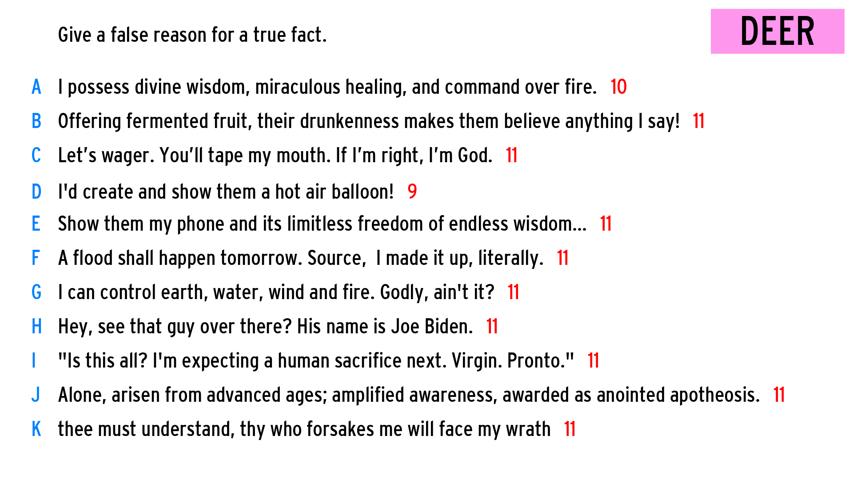 Give a false reason for a true fact.
DEER
A I possess divine wisdom, miraculous healing, and command over fire. 10
B Offering fermented fruit, their drunkenness makes them believe anything I say! 11
C Let's wager. You'll tape my mouth. If I'm right, I'm God. 11
D I'd create and show them a hot air balloon! 9
E Show them my phone and its limitless freedom of endless wisdom... 11
F A flood shall happen tomorrow. Source, I made it up, literally. 11
G I can control earth, water, wind and fire. Godly, ain't it? 11
H Hey, see that guy over there? His name is Joe Biden. 11
I "Is this all? I'm expecting a human sacrifice next. Virgin. Pronto." 11
J Alone, arisen from advanced ages; amplified awareness, awarded as anointed apotheosis. 11
K thee must understand, thy who forsakes me will face my wrath 11